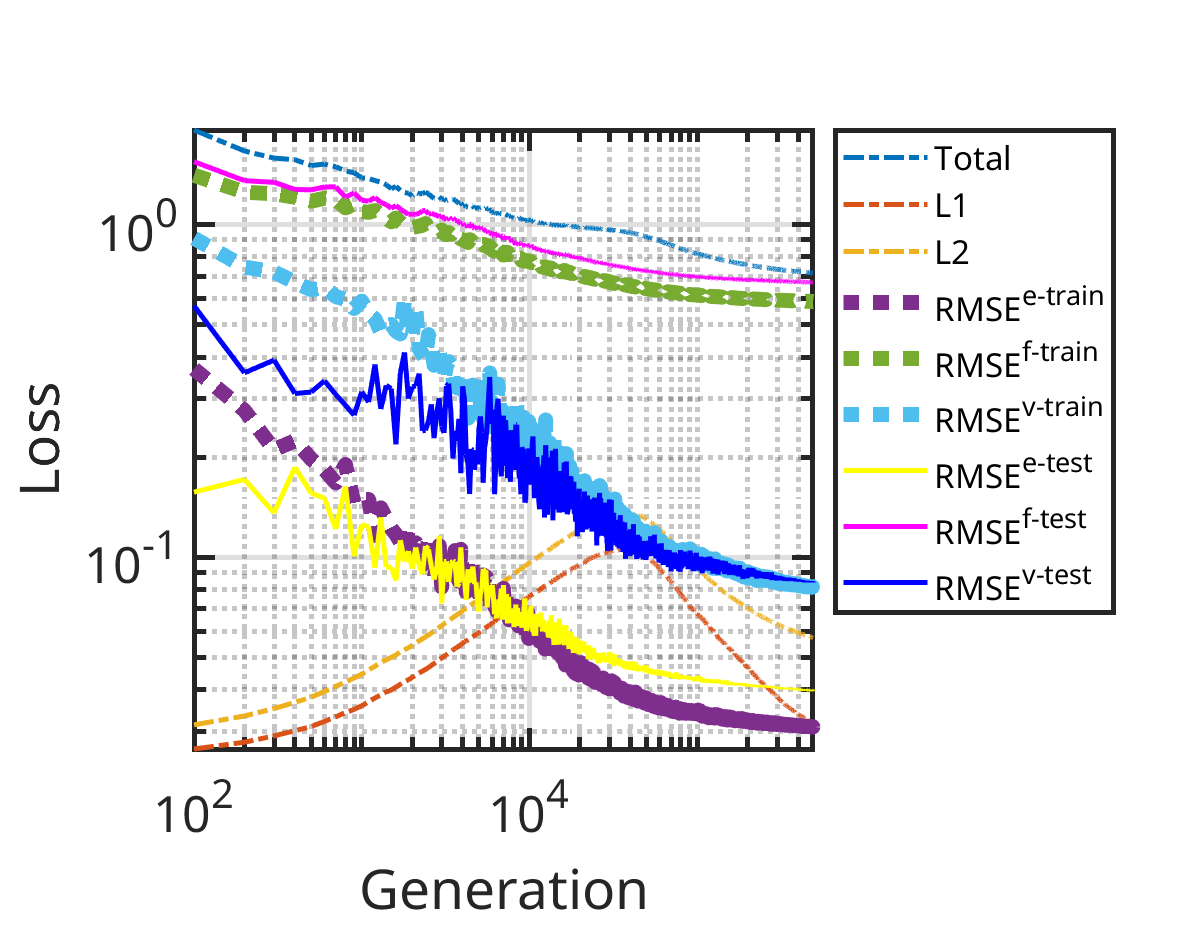 Loss
10^0
10^-1
10^2
10^4
Generation
Total
L1
L2
RMSE^e-train
RMSE^f-train
RMSE^v-train
RMSE^e-test
RMSE^f-test
RMSE^v-test